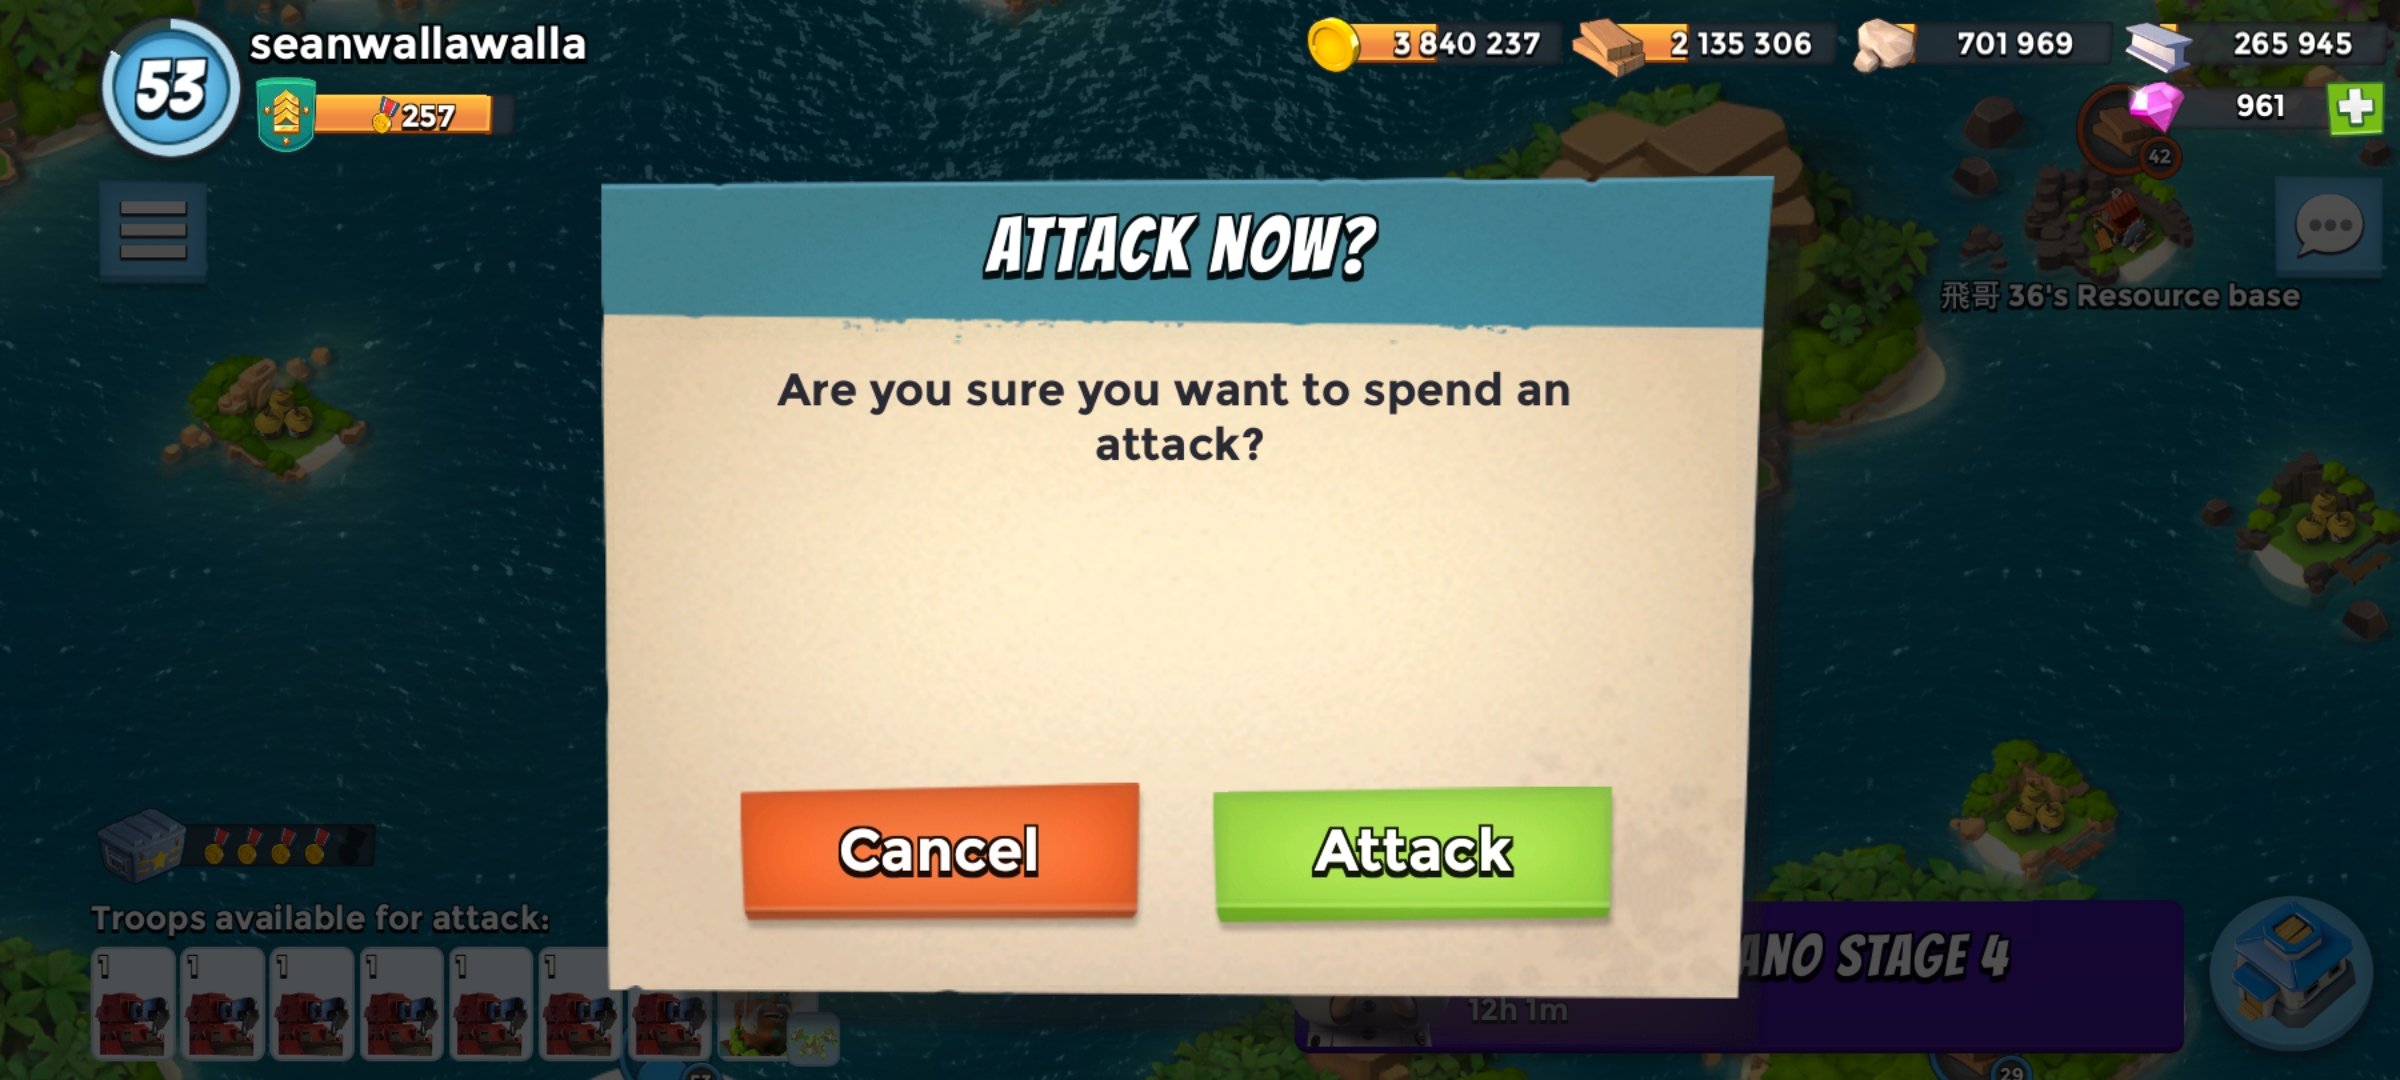 53
seanwallawalla
257
3 840 237
2 135 306
701 969
265 945
961
42
飛哥 36's Resource base
ATTACK NOW?
Are you sure you want to spend an
attack?
Cancel
Attack
Troops available for attack:
1 1 1 1 1 1
ANO STAGE 4
12h 1m
53
29